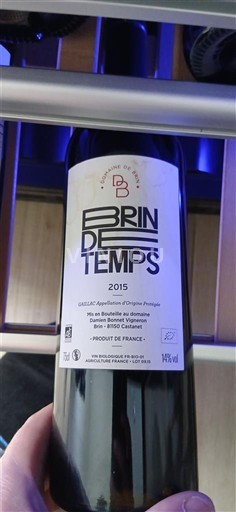 DOMAINE DE BRIN
DB
BRIN
DE
TEMPS
2015
GAILLAC Appellation d'Origine Protégée
Mis en Bouteille au domaine
Damien Bonnet Vigneron
Brin - 81150 Castanet
• PRODUIT DE FRANCE •
75cl
14% vol
VIN BIOLOGIQUE FR-BIO-01
AGRICULTURE FRANCE - LOT